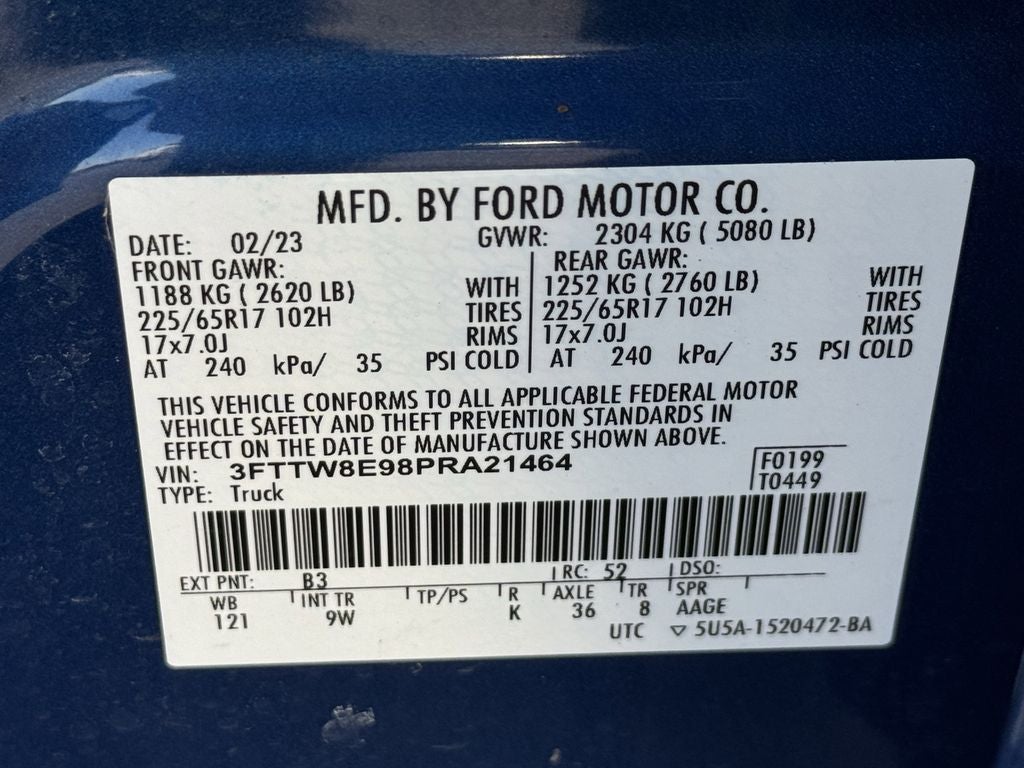 MFD. BY FORD MOTOR CO.
DATE: 02/23 GVWR: 2304 KG ( 5080 LB)
FRONT GAWR: REAR GAWR:
1188 KG ( 2620 LB) WITH 1252 KG ( 2760 LB) WITH
225/65R17 102H TIRES 225/65R17 102H TIRES
17x7.0J RIMS 17x7.0J RIMS
AT 240 kPa/ 35 PSI COLD AT 240 kPa/ 35 PSI COLD
THIS VEHICLE CONFORMS TO ALL APPLICABLE FEDERAL MOTOR
VEHICLE SAFETY AND THEFT PREVENTION STANDARDS IN
EFFECT ON THE DATE OF MANUFACTURE SHOWN ABOVE.
VIN: 3FTTW8E98PRA21464 F0199
TYPE: Truck T0449
EXT PNT: B3 RC: 52 DSO:
WB INT TR TP/PS R AXLE TR SPR
121 9W K 36 8 AAGE
UTC ▽ 5U5A-1520472-BA